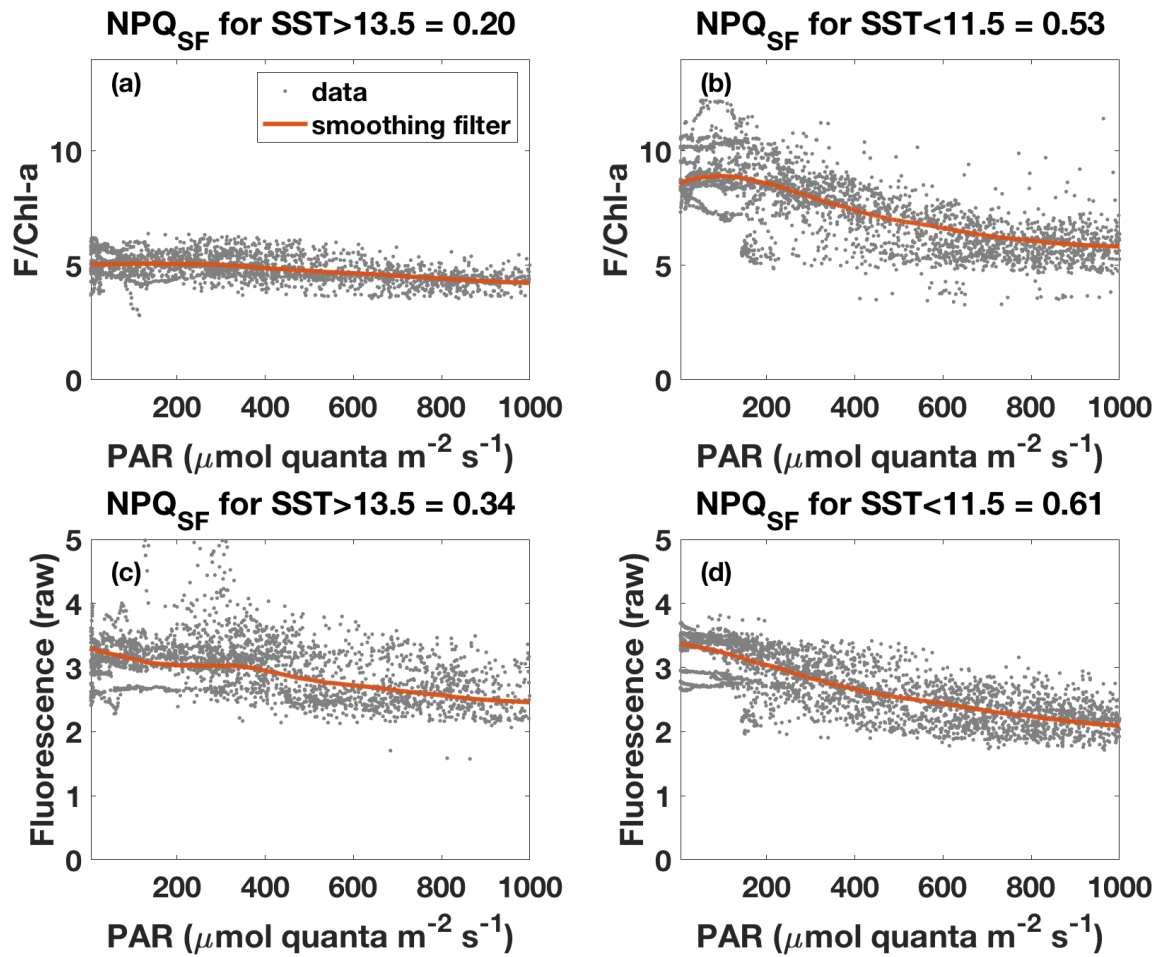 NPQSF for SST>13.5 = 0.20
(a)
data
smoothing filter
10
5
0
F/Chl-a
200 400 600 800 1000
PAR (μmol quanta m-2 s-1)
NPQSF for SST<11.5 = 0.53
(b)
10
5
0
F/Chl-a
200 400 600 800 1000
PAR (μmol quanta m-2 s-1)
NPQSF for SST>13.5 = 0.34
(c)
5
4
3
2
1
0
Fluorescence (raw)
200 400 600 800 1000
PAR (μmol quanta m-2 s-1)
NPQSF for SST<11.5 = 0.61
(d)
5
4
3
2
1
0
Fluorescence (raw)
200 400 600 800 1000
PAR (μmol quanta m-2 s-1)